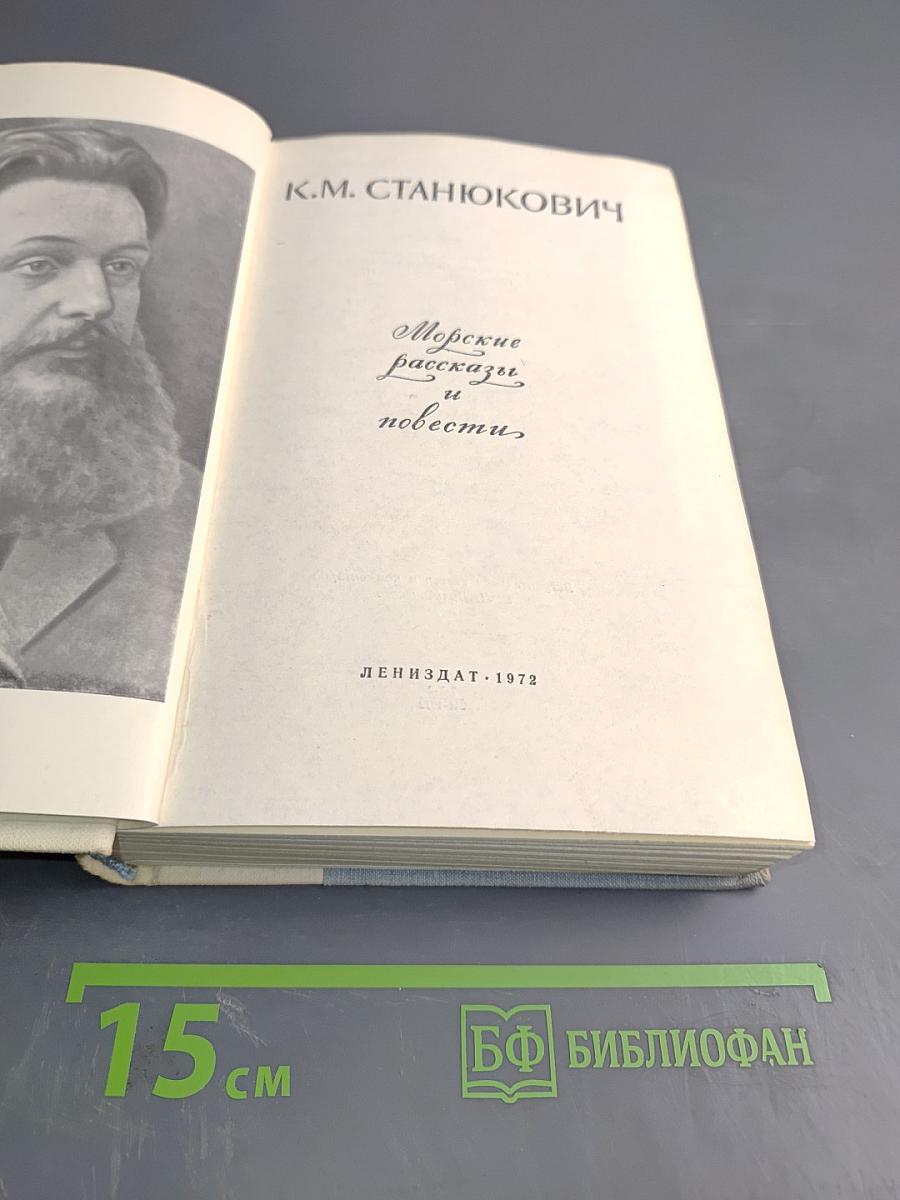 К.М. СТАНЮКОВИЧ
Морские
рассказы
и
повести
ЛЕНИЗДАТ · 1972
15 см
БФ БИБЛИОФАН